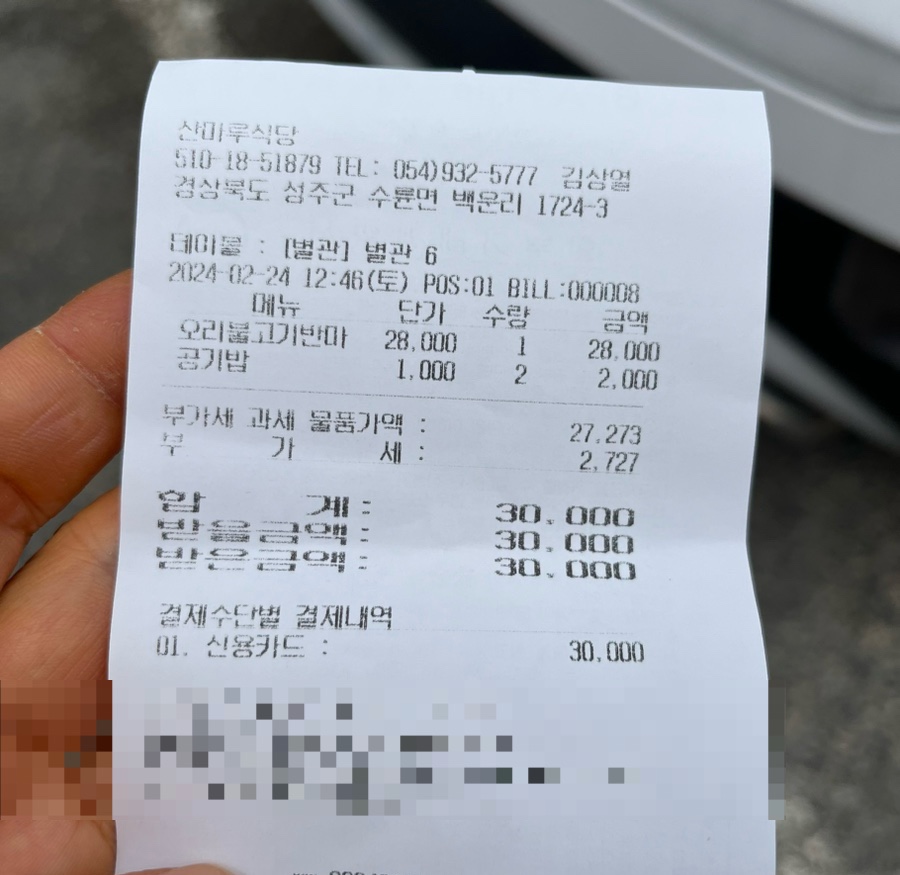 산마루식당
510-18-51879 TEL: 054)932-5777 김상열
경상북도 성주군 수륜면 백운리 1724-3
테이블 : [별관] 별관 6
2024-02-24 12:46(토) POS:01 BILL:000008
메뉴 단가 수량 금액
오리불고기반마 28,000 1 28,000
공기밥 1,000 2 2,000
부가세 과세 물품가액 : 27,273
부 가 세 : 2,727
합 계 : 30,000
받을금액 : 30,000
받은금액 : 30,000
결제수단별 결제내역
01. 신용카드 : 30,000